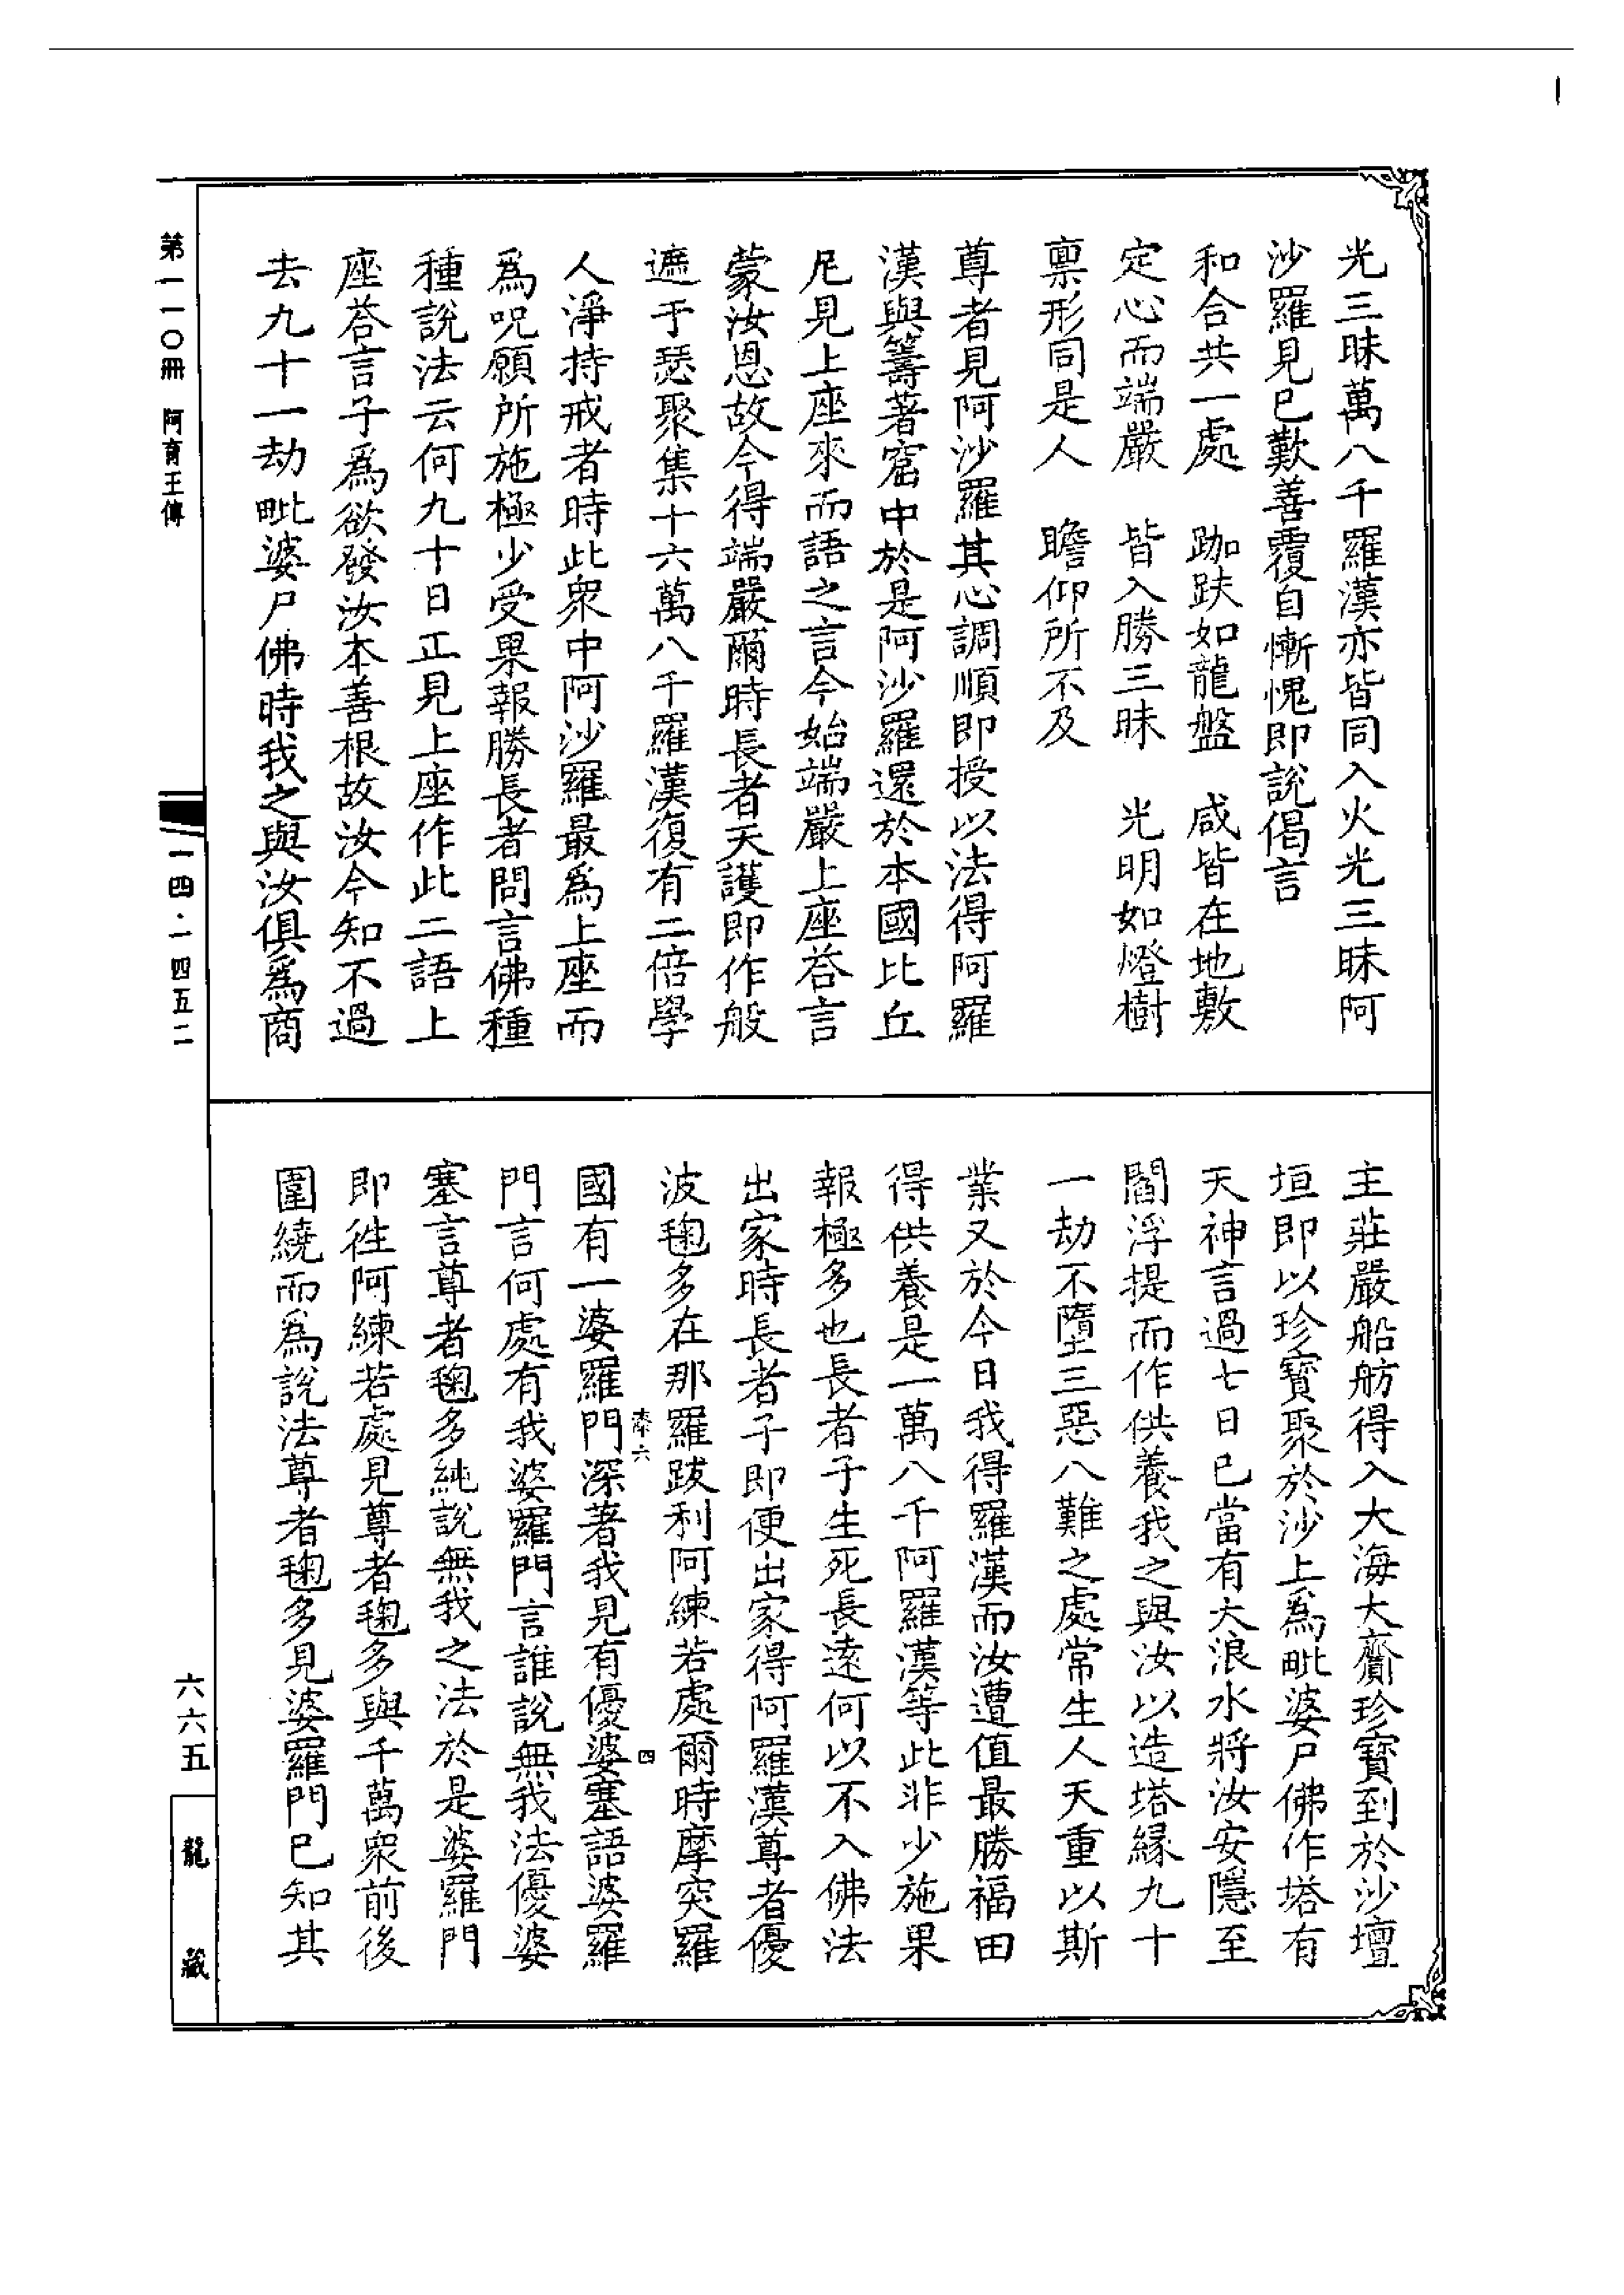 光三昧萬八千羅漢亦皆同入火光三昧阿
沙羅見已歎善覆自慚愧即說偈言
和合共一處　跏趺如龍盤　咸皆在地敷
定心而端嚴　皆入勝三昧　光明如燈樹
禀形同是人　瞻仰所不及
尊者見阿沙羅其心調順即授以法得阿羅
漢與籌著窟中於是阿沙羅還於本國比丘
尼見上座來而語之言今始端嚴上座荅言
蒙汝恩故今得端嚴爾時長者天護即作般
遮于瑟聚集十六萬八千羅漢復有二倍學
人淨持戒者時此衆中阿沙羅最爲上座而
爲呪願所施極少受果報勝長者問言佛種
種說法云何九十日正見上座作此二語上
座荅言子爲欲發汝本善根故汝今知不過
去九十一劫毗婆尸佛時我之與汝俱爲商
主莊嚴船舫得入大海大齎珍寳到於沙壇
垣即以珍寳聚於沙上爲毗婆尸佛作塔有
天神言過七日已當有大浪水將汝安隱至
閻浮提而作供養我之與汝以造塔縁九十
一劫不墮三惡八難之處常生人天重以斯
業又於今日我得羅漢而汝遭值最勝福田
得供養是一萬八千阿羅漢等此非少施果
報極多也長者子生死長遠何以不入佛法
出家時長者子即便出家得阿羅漢尊者優
波毱多在那羅跋利阿練若處爾時摩突羅
國有一婆羅門深著我見有優婆塞語婆羅
門言何處有我婆羅門言誰說無我法優婆
塞言尊者毱多純說無我之法於是婆羅門
即徃阿練若處見尊者毱多與千萬衆前後
圍繞而爲說法尊者毱多見婆羅門已知其
六
四
第一一〇冊　阿育王傳
一四·一四五二
六六五
龍藏